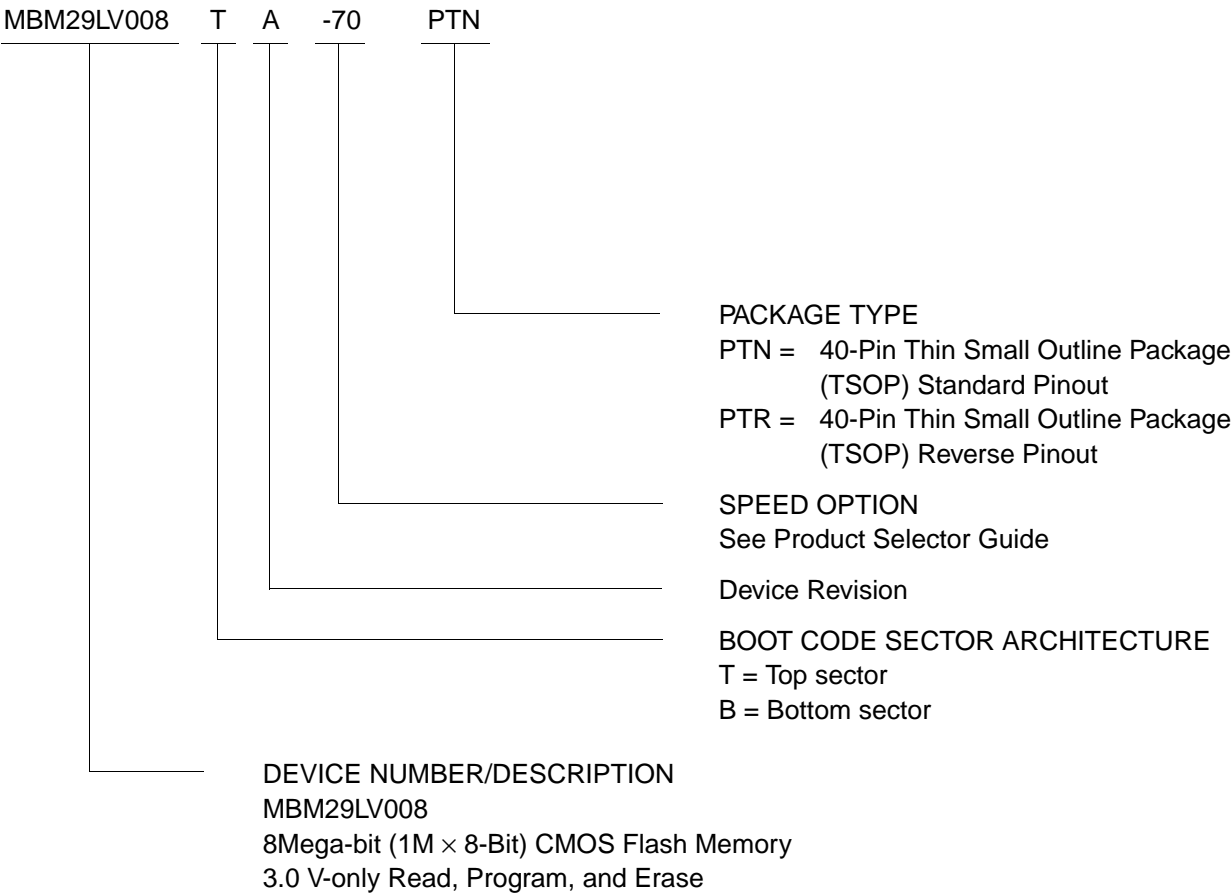 MBM29LV008 T A -70 PTN
PACKAGE TYPE
PTN = 40-Pin Thin Small Outline Package
(TSOP) Standard Pinout
PTR = 40-Pin Thin Small Outline Package
(TSOP) Reverse Pinout
SPEED OPTION
See Product Selector Guide
Device Revision
BOOT CODE SECTOR ARCHITECTURE
T = Top sector
B = Bottom sector
DEVICE NUMBER/DESCRIPTION
MBM29LV008
8Mega-bit (1M × 8-Bit) CMOS Flash Memory
3.0 V-only Read, Program, and Erase